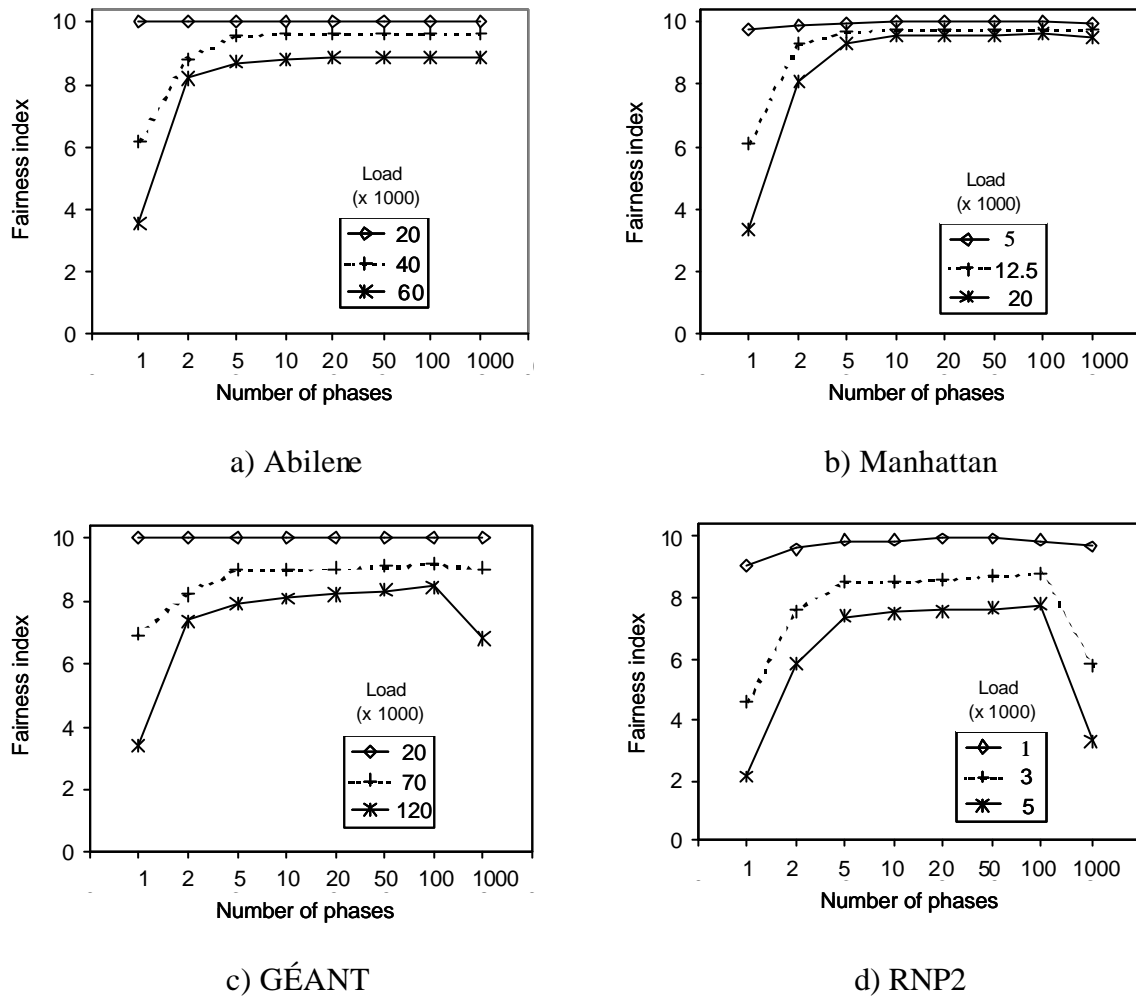 10
8
6
4
2
0
Fairness index
Load
(x 1000)
20
40
60
1 2 5 10 20 50 100 1000
Number of phases
a) Abilene
10
8
6
4
2
0
Fairness index
Load
(x 1000)
5
12.5
20
1 2 5 10 20 50 100 1000
Number of phases
b) Manhattan
10
8
6
4
2
0
Fairness index
Load
(x 1000)
20
70
120
1 2 5 10 20 50 100 1000
Number of phases
c) GÉANT
10
8
6
4
2
0
Fairness index
Load
(x 1000)
1
3
5
1 2 5 10 20 50 100 1000
Number of phases
d) RNP2